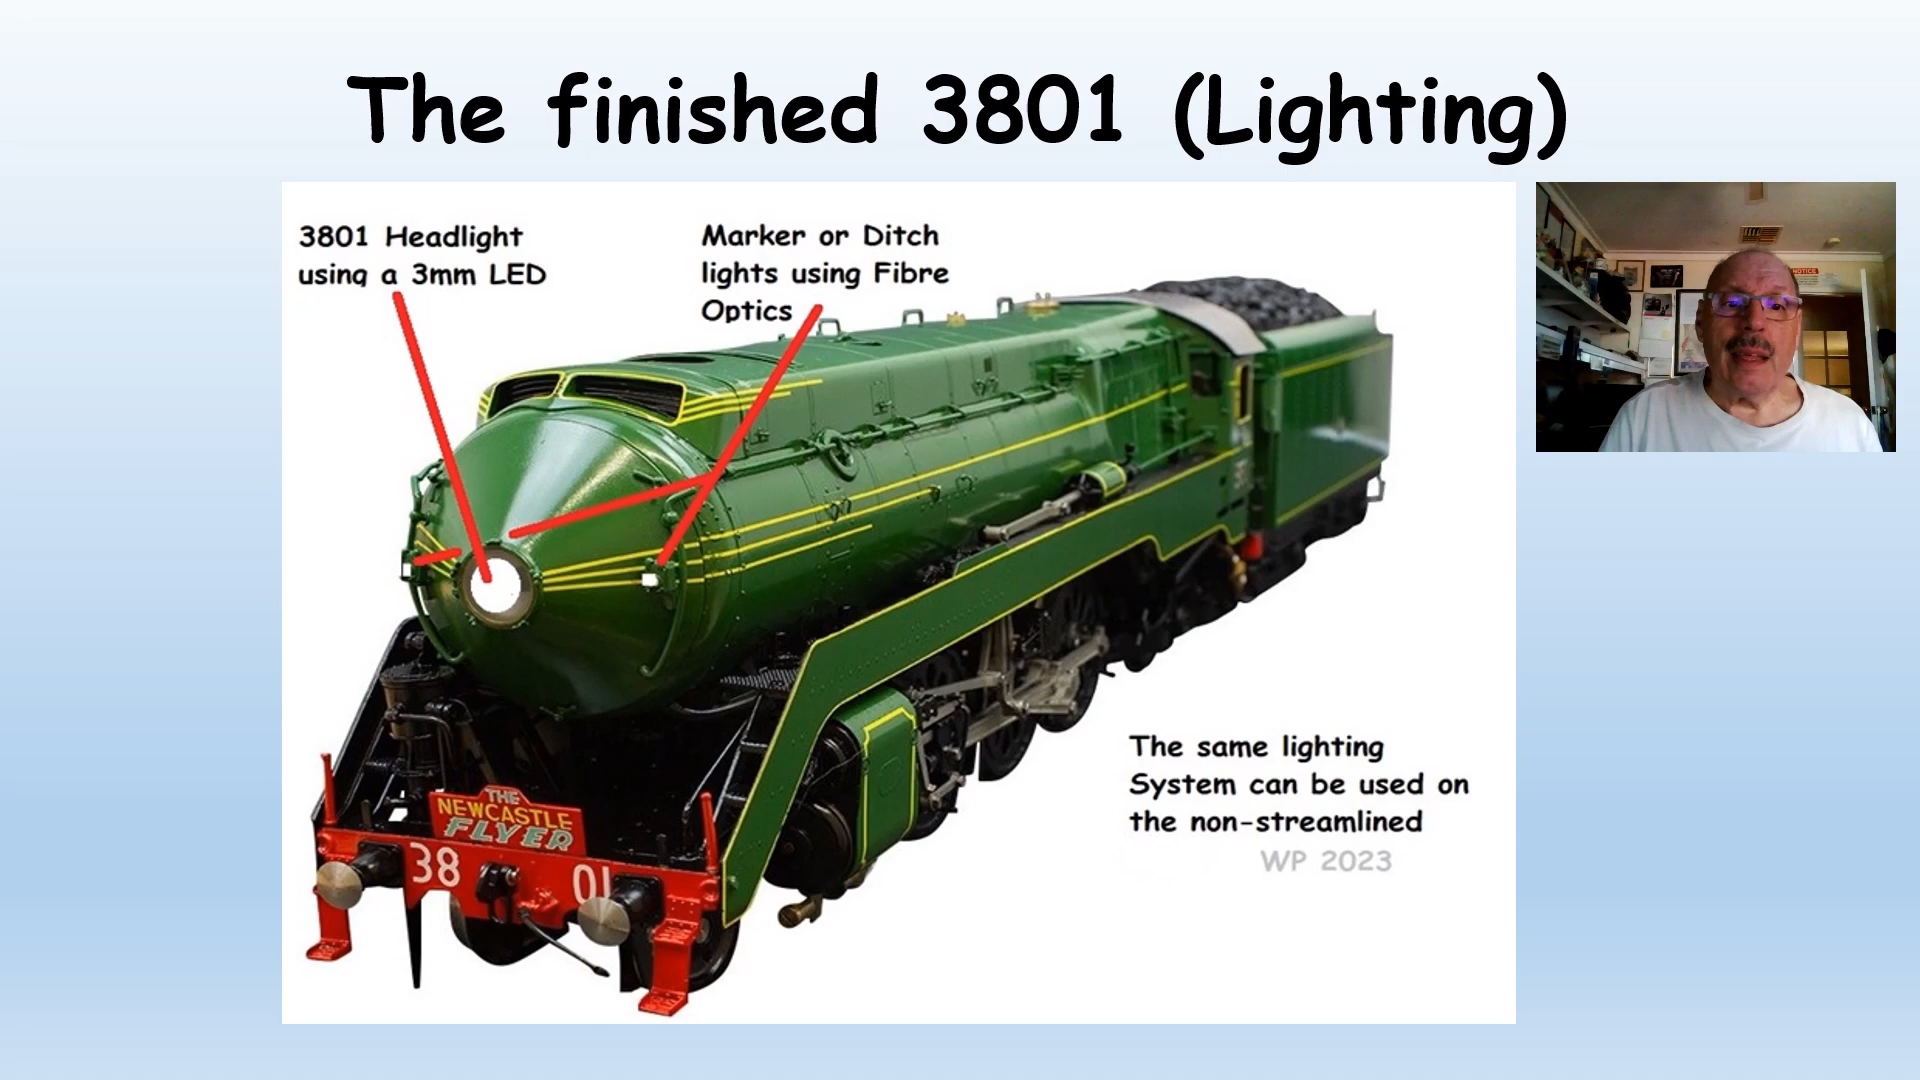 The finished 3801 (Lighting)
3801 Headlight
using a 3mm LED
Marker or Ditch
lights using Fibre
Optics
The same lighting
System can be used on
the non-streamlined
WP 2023
THE
NEWCASTLE
FLYER
38 01
NOTICE